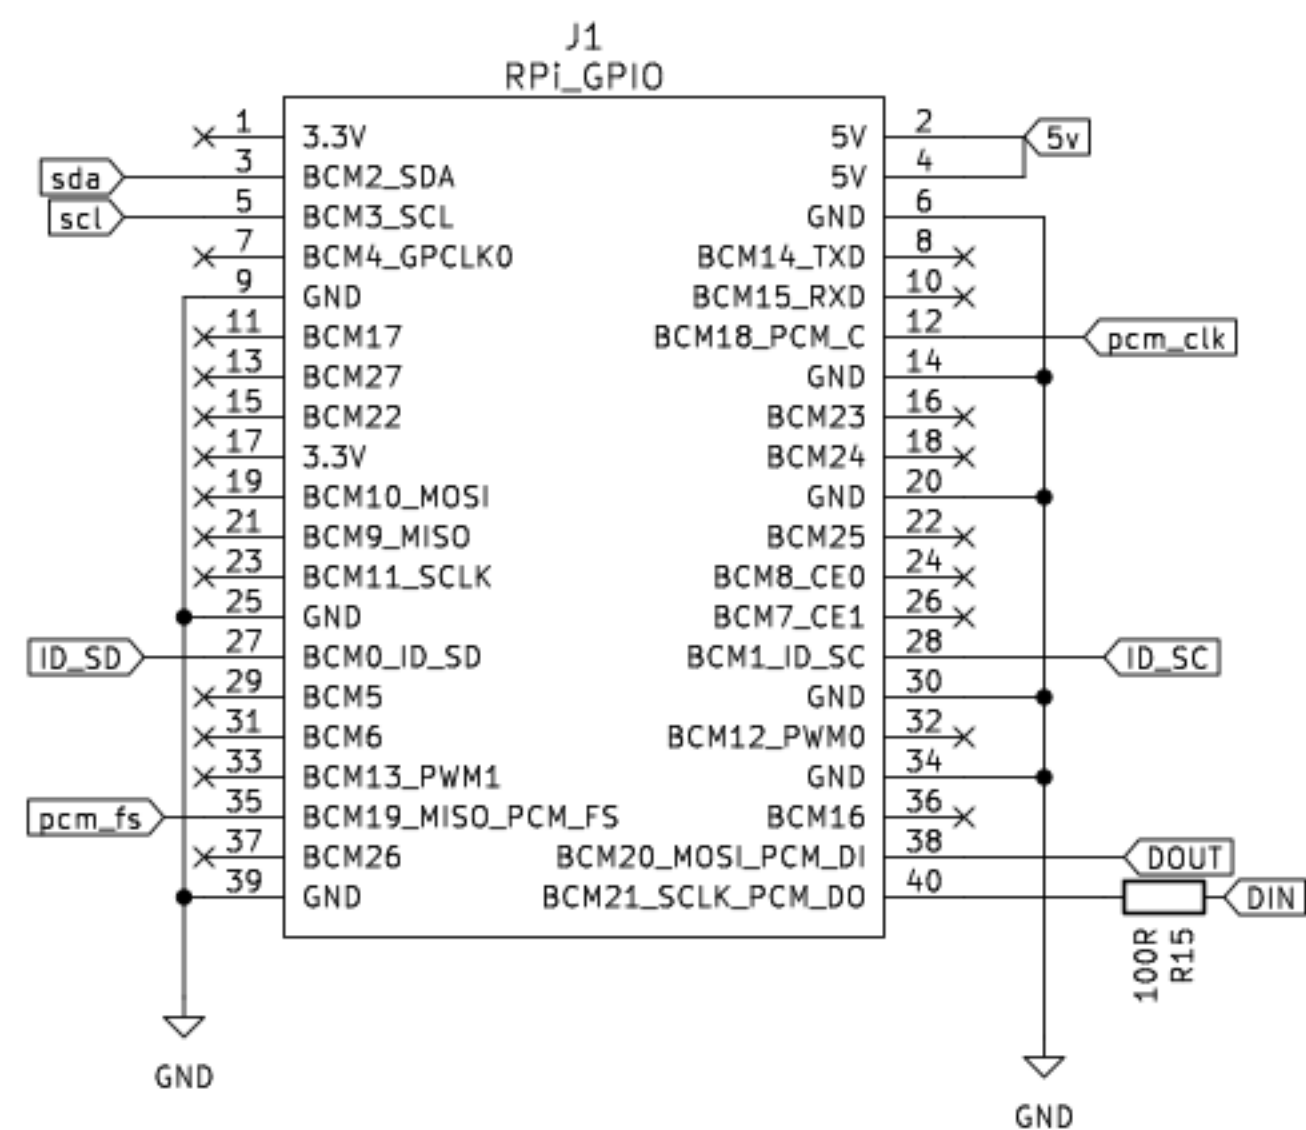 J1
RPi_GPIO
1 3.3V 5V 2 5v
sda 3 BCM2_SDA 5V 4
scl 5 BCM3_SCL GND 6
7 BCM4_GPCLK0 BCM14_TXD 8
9 GND BCM15_RXD 10
11 BCM17 BCM18_PCM_C 12 pcm_clk
13 BCM27 GND 14
15 BCM22 BCM23 16
17 3.3V BCM24 18
19 BCM10_MOSI GND 20
21 BCM9_MISO BCM25 22
23 BCM11_SCLK BCM8_CE0 24
25 GND BCM7_CE1 26
ID_SD 27 BCM0_ID_SD BCM1_ID_SC 28 ID_SC
29 BCM5 GND 30
31 BCM6 BCM12_PWM0 32
33 BCM13_PWM1 GND 34
pcm_fs 35 BCM19_MISO_PCM_FS BCM16 36
37 BCM26 BCM20_MOSI_PCM_DI 38 DOUT
39 GND BCM21_SCLK_PCM_DO 40 DIN
100R
R15
GND
GND